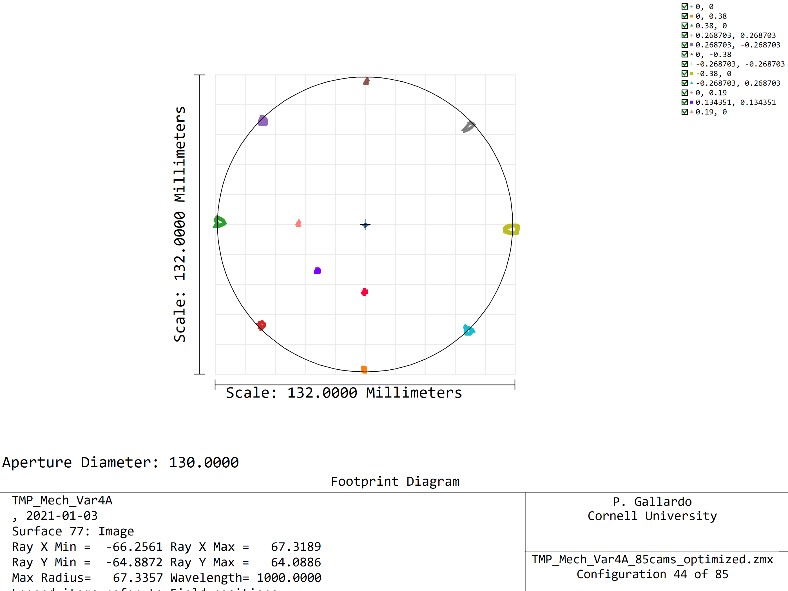 0, 0
0, 0.38
0.38, 0
0.268703, 0.268703
0.268703, -0.268703
0, -0.38
-0.268703, -0.268703
-0.38, 0
-0.268703, 0.268703
0, 0.19
0.134351, 0.134351
0.19, 0
Scale: 132.0000 Millimeters
Scale: 132.0000 Millimeters
Aperture Diameter: 130.0000
Footprint Diagram
TMP_Mech_Var4A
, 2021-01-03
Surface 77: Image
Ray X Min = -66.2561 Ray X Max = 67.3189
Ray Y Min = -64.8872 Ray Y Max = 64.0886
Max Radius= 67.3357 Wavelength= 1000.0000
P. Gallardo
Cornell University
TMP_Mech_Var4A_85cams_optimized.zmx
Configuration 44 of 85